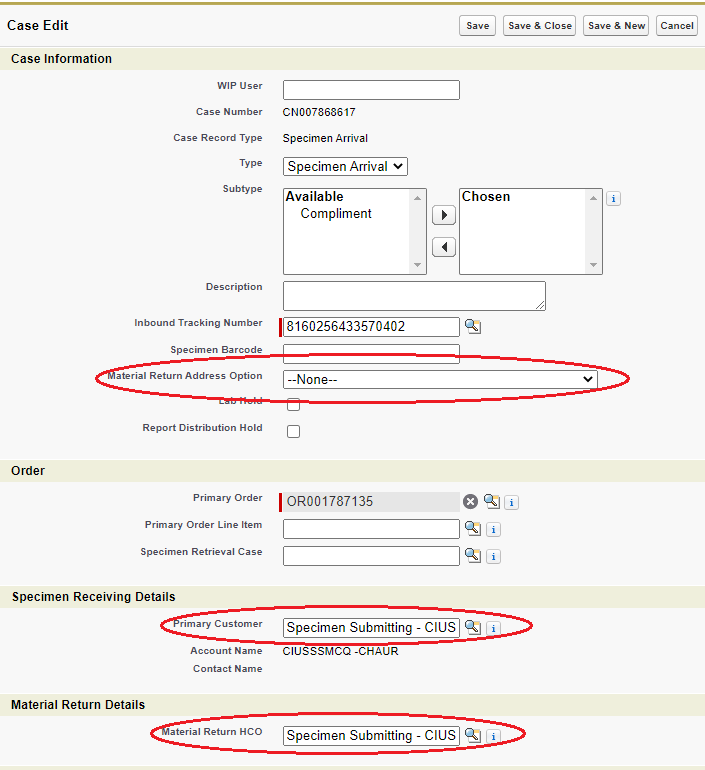 Case Edit
Save
Save & Close
Save & New
Cancel
Case Information
WIP User
Case Number CN007868617
Case Record Type Specimen Arrival
Type Specimen Arrival
Subtype
Available
Compliment
Chosen
Description
Inbound Tracking Number 8160256433570402
Specimen Barcode
Material Return Address Option --None--
Lab Hold
Report Distribution Hold
Order
Primary Order OR001787135
Primary Order Line Item
Specimen Retrieval Case
Specimen Receiving Details
Primary Customer Specimen Submitting - CIUS
Account Name CIUSSSMCQ -CHAUR
Contact Name
Material Return Details
Material Return HCO Specimen Submitting - CIUS